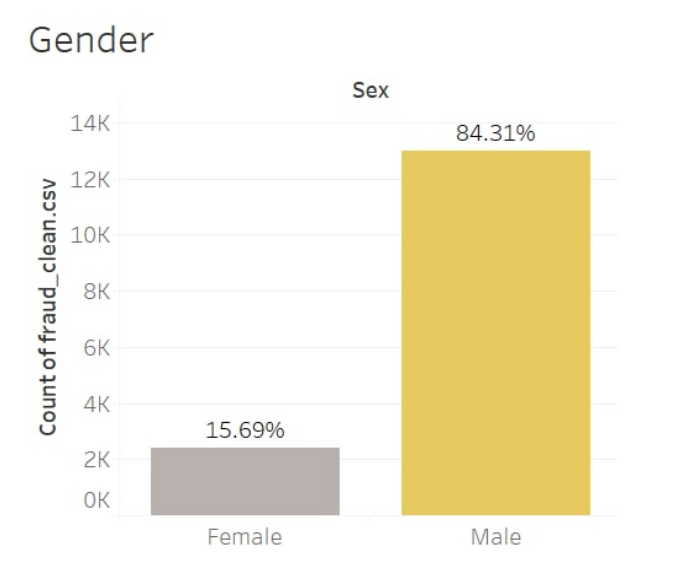 Gender
Sex
14K
84.31%
12K
10K
8K
6K
4K
15.69%
2K
0K
Count of fraud_clean.csv
Female Male